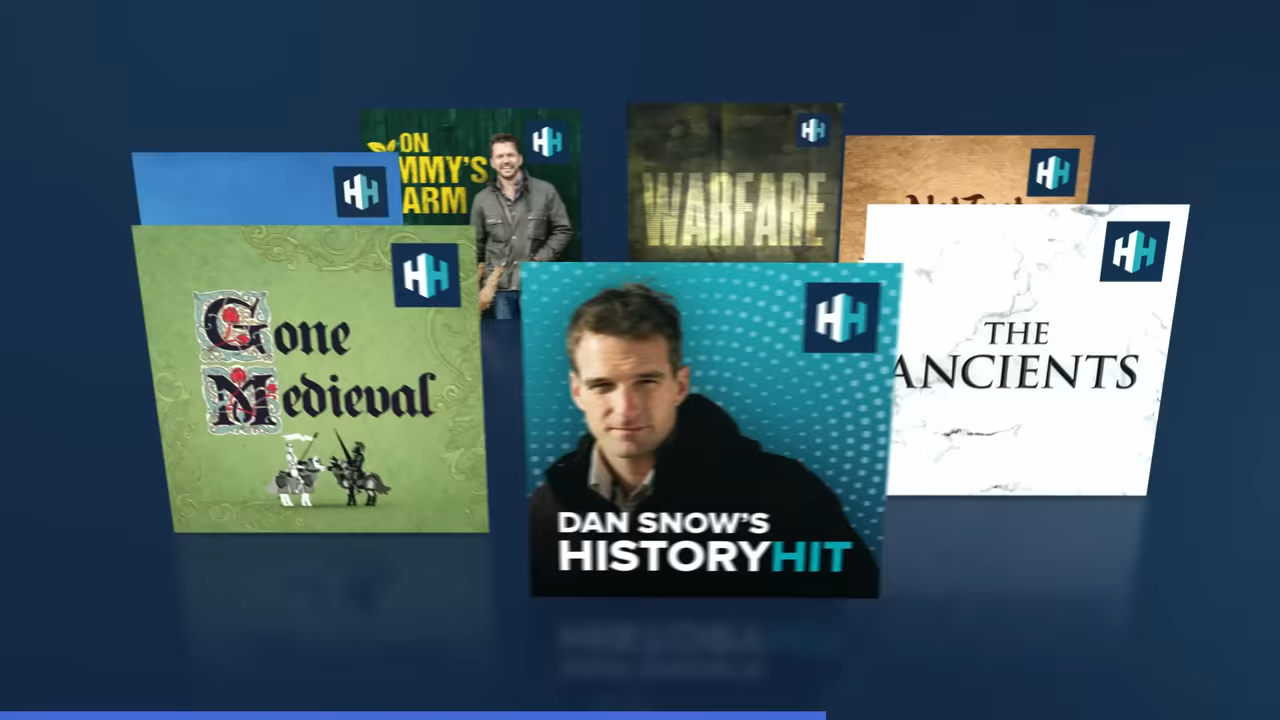 ON
MMY'S
ARM
WARFARE
Gone
Medieval
THE
ANCIENTS
DAN SNOW'S
HISTORYHIT